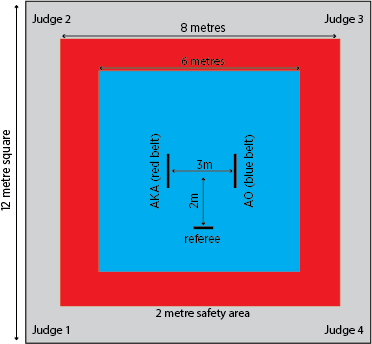 Judge 2
Judge 3
8 metres
6 metres
12 metre square
AKA (red belt)
3m
AO (blue belt)
2m
referee
2 metre safety area
Judge 1
Judge 4